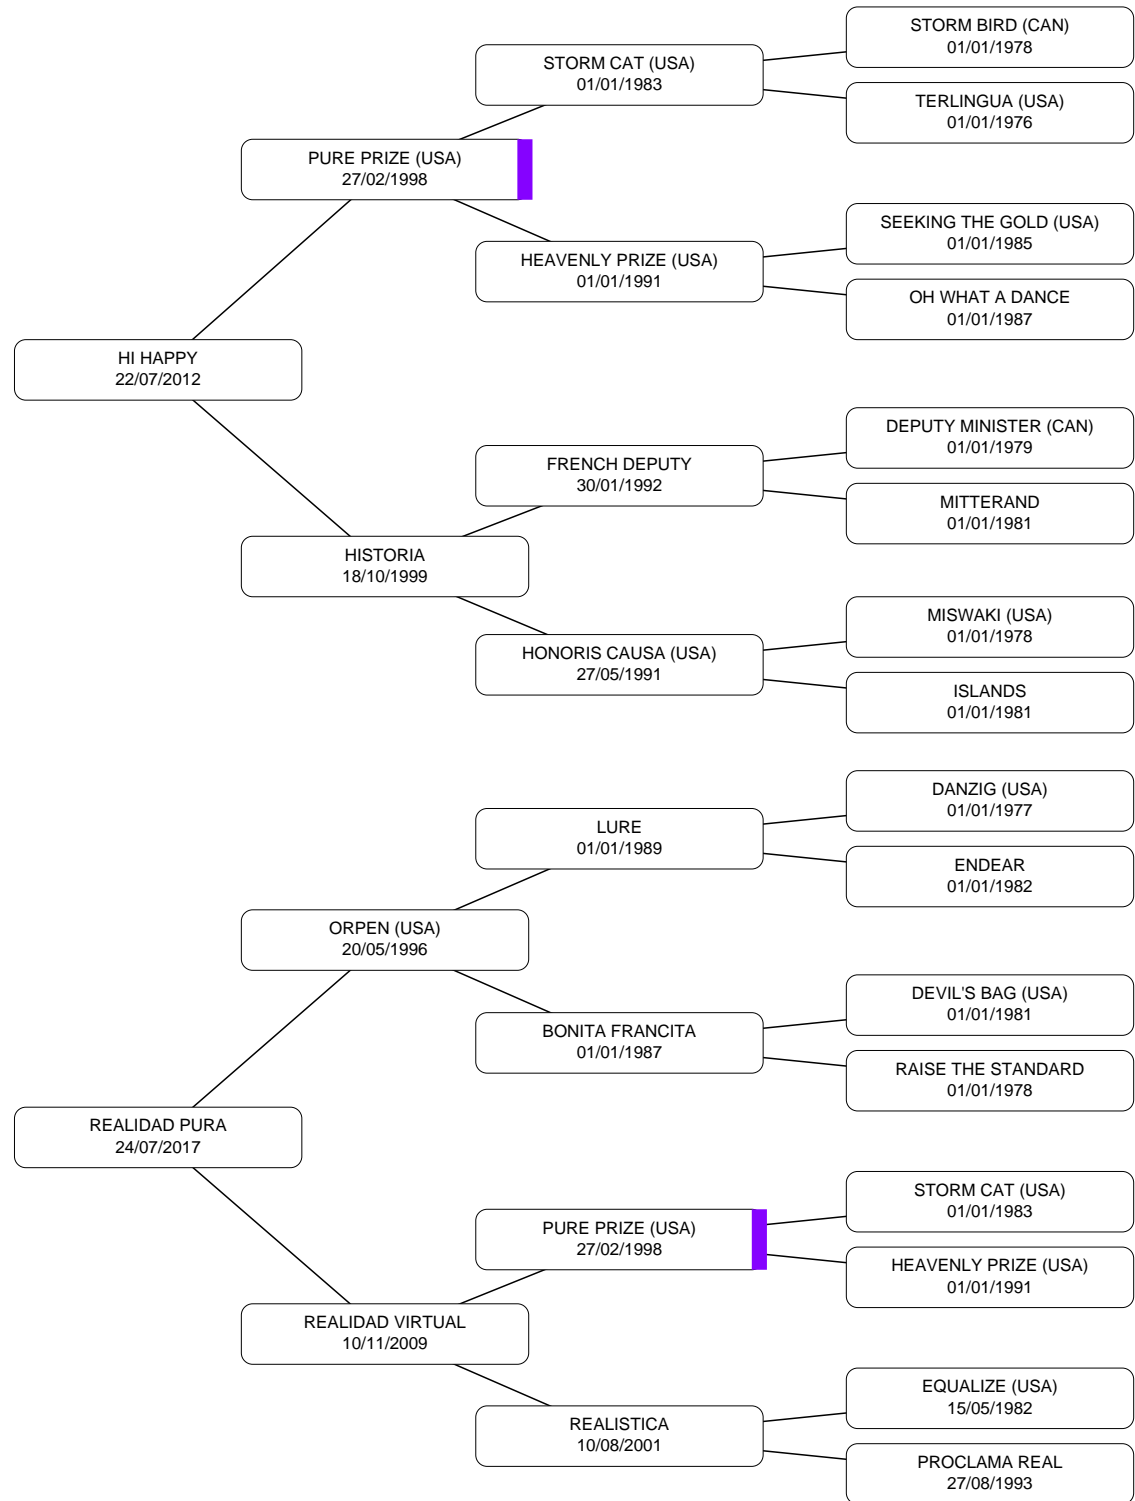 STORM BIRD (CAN)
01/01/1978
STORM CAT (USA)
01/01/1983
TERLINGUA (USA)
01/01/1976
PURE PRIZE (USA)
27/02/1998
SEEKING THE GOLD (USA)
01/01/1985
HEAVENLY PRIZE (USA)
01/01/1991
OH WHAT A DANCE
01/01/1987
HI HAPPY
22/07/2012
DEPUTY MINISTER (CAN)
01/01/1979
FRENCH DEPUTY
30/01/1992
MITTERAND
01/01/1981
HISTORIA
18/10/1999
MISWAKI (USA)
01/01/1978
HONORIS CAUSA (USA)
27/05/1991
ISLANDS
01/01/1981
DANZIG (USA)
01/01/1977
LURE
01/01/1989
ENDEAR
01/01/1982
ORPEN (USA)
20/05/1996
DEVIL'S BAG (USA)
01/01/1981
BONITA FRANCITA
01/01/1987
RAISE THE STANDARD
01/01/1978
REALIDAD PURA
24/07/2017
STORM CAT (USA)
01/01/1983
PURE PRIZE (USA)
27/02/1998
HEAVENLY PRIZE (USA)
01/01/1991
REALIDAD VIRTUAL
10/11/2009
EQUALIZE (USA)
15/05/1982
REALISTICA
10/08/2001
PROCLAMA REAL
27/08/1993